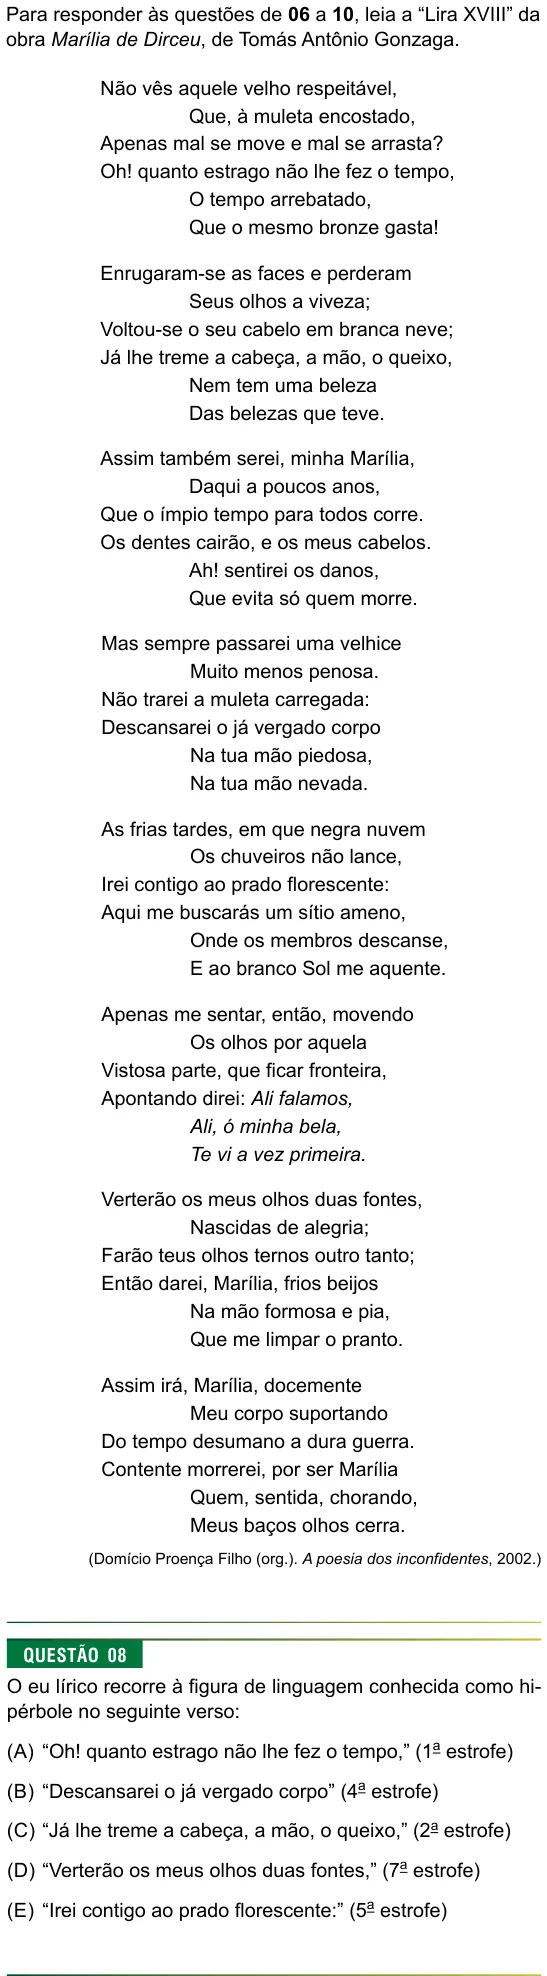 Para responder às questões de 06 a 10, leia a “Lira XVIII” da
obra Marília de Dirceu, de Tomás Antônio Gonzaga.
Não vês aquele velho respeitável,
Que, à muleta encostado,
Apenas mal se move e mal se arrasta?
Oh! quanto estrago não lhe fez o tempo,
O tempo arrebatado,
Que o mesmo bronze gasta!
Enrugaram-se as faces e perderam
Seus olhos a viveza;
Voltou-se o seu cabelo em branca neve;
Já lhe treme a cabeça, a mão, o queixo,
Nem tem uma beleza
Das belezas que teve.
Assim também serei, minha Marília,
Daqui a poucos anos,
Que o ímpio tempo para todos corre.
Os dentes cairão, e os meus cabelos.
Ah! sentirei os danos,
Que evita só quem morre.
Mas sempre passarei uma velhice
Muito menos penosa.
Não trarei a muleta carregada:
Descansarei o já vergado corpo
Na tua mão piedosa,
Na tua mão nevada.
As frias tardes, em que negra nuvem
Os chuveiros não lance,
Irei contigo ao prado florescente:
Aqui me buscarás um sítio ameno,
Onde os membros descanse,
E ao branco Sol me aquente.
Apenas me sentar, então, movendo
Os olhos por aquela
Vistosa parte, que ficar fronteira,
Apontando direi: Ali falamos,
Ali, ó minha bela,
Te vi a vez primeira.
Verterão os meus olhos duas fontes,
Nascidas de alegria;
Farão teus olhos ternos outro tanto;
Então darei, Marília, frios beijos
Na mão formosa e pia,
Que me limpar o pranto.
Assim irá, Marília, docemente
Meu corpo suportando
Do tempo desumano a dura guerra.
Contente morrerei, por ser Marília
Quem, sentida, chorando,
Meus baços olhos cerra.
(Domício Proença Filho (org.). A poesia dos inconfidentes, 2002.)
QUESTÃO 08
O eu lírico recorre à figura de linguagem conhecida como hi-
pérbole no seguinte verso:
(A) “Oh! quanto estrago não lhe fez o tempo,” (1ª estrofe)
(B) “Descansarei o já vergado corpo” (4ª estrofe)
(C) “Já lhe treme a cabeça, a mão, o queixo,” (2ª estrofe)
(D) “Verterão os meus olhos duas fontes,” (7ª estrofe)
(E) “Irei contigo ao prado florescente:” (5ª estrofe)